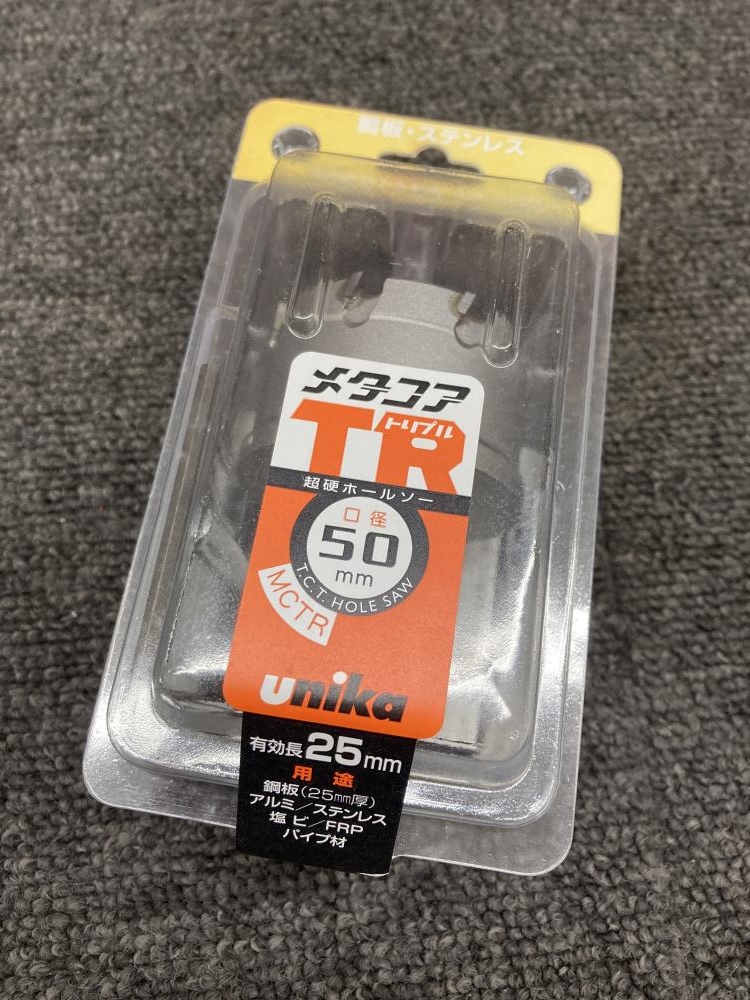 鋼板・ステンレス
メタコア
TR
トリプル
超硬ホールソー
口径
50
mm
T.C.T. HOLE SAW
MCTR
unika
有効長25mm
用途
鋼板(25mm厚)
アルミ/ステンレス
塩ビ/FRP
パイプ材